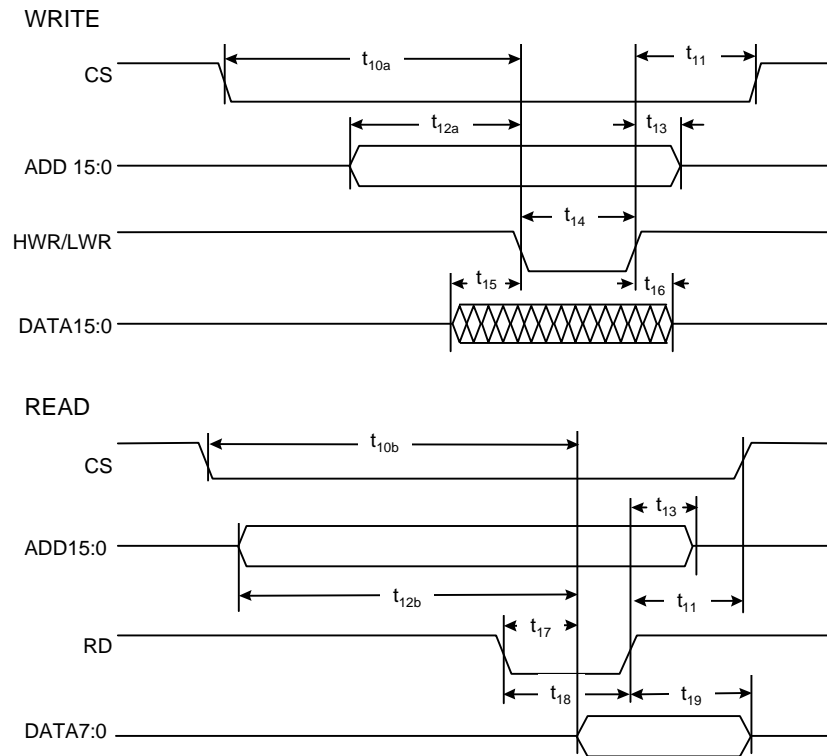 WRITE
CS
t10a
t11
ADD 15:0
t12a
t13
HWR/LWR
t14
DATA15:0
t15
t16
READ
CS
t10b
ADD15:0
t13
t12b
t11
RD
t17
t18
t19
DATA7:0